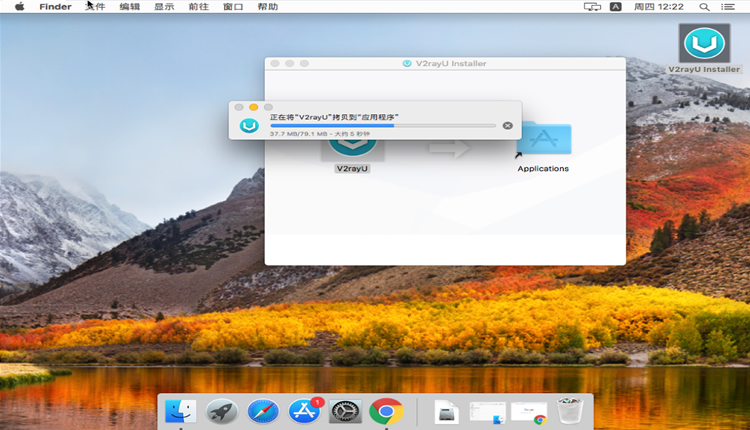 Finder 文件 编辑 显示 前往 窗口 帮助 A 周四 12:22
V2rayU Installer
V2rayU Installer
正在将“V2rayU”拷贝到“应用程序”
37.7 MB/78.1 MB - 大约 5 秒钟
V2rayU
Applications
1